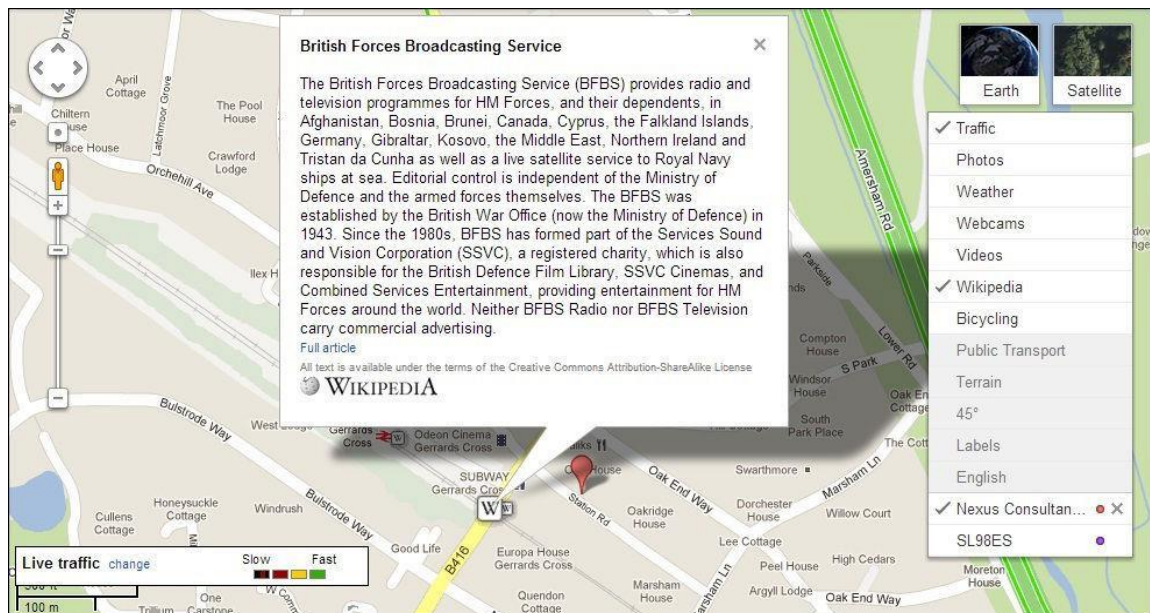 British Forces Broadcasting Service
The British Forces Broadcasting Service (BFBS) provides radio and
television programmes for HM Forces, and their dependents, in
Afghanistan, Bosnia, Brunei, Canada, Cyprus, the Falkland Islands,
Germany, Gibraltar, Kosovo, the Middle East, Northern Ireland and
Tristan da Cunha as well as a live satellite service to Royal Navy
ships at sea. Editorial control is independent of the Ministry of
Defence and the armed forces themselves. The BFBS was
established by the British War Office (now the Ministry of Defence) in
1943. Since the 1980s, BFBS has formed part of the Services Sound
and Vision Corporation (SSVC), a registered charity, which is also
responsible for the British Defence Film Library, SSVC Cinemas, and
Combined Services Entertainment, providing entertainment for HM
Forces around the world. Neither BFBS Radio nor BFBS Television
carry commercial advertising.
Full article
All text is available under the terms of the Creative Commons Attribution-ShareAlike License
WIKIPEDIA
Earth
Satellite
Traffic
Photos
Weather
Webcams
Videos
Wikipedia
Bicycling
Public Transport
Terrain
45°
Labels
English
Nexus Consultan...
SL98ES
April
Cottage
Latchmoor Grove
The Pool
House
Chiltern
Place House
Crawford
Lodge
Orchehill Ave
Amersham Rd
Parkside
Lower Rd
Compton
House
S Park
Windsor
House
South
Park Place
Oak End
Cottage
Bulstrode Way
Gerrards
Cross
Odeon Cinema
Gerrards Cross
SUBWAY
Gerrards Cross
W
W
W
Station Rd
Oak End Way
Swarthmore
Marsham Ln
Oakridge
House
Dorchester
House
Willow Court
Honeysuckle
Cottage
Windrush
Bulstrode Way
Cullens
Cottage
Good Life
B416
Europa House
Gerrards Cross
Lee Cottage
Peel House
High Cedars
Moreton
House
Marsham
House
Argyll Lodge
Oak End Way
Quendon
Cottage
One
Carstone
Trillium
Live traffic change
Slow
Fast
100 m